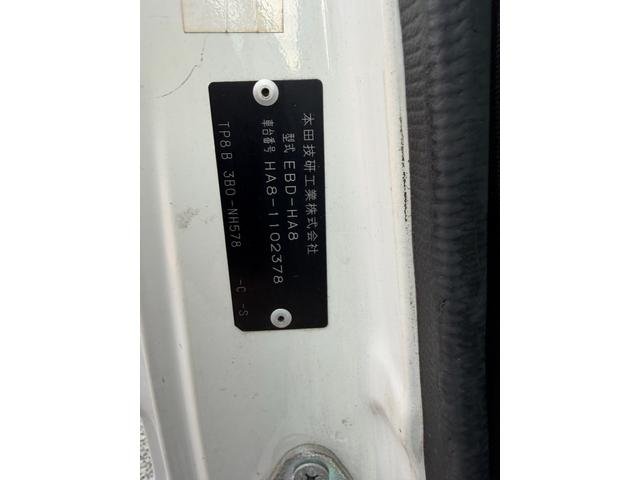 本田技研工業株式会社
型式 EBD-HA8
車台番号 HA8-1102378
TP8,B 3B0-NH578 -C -S